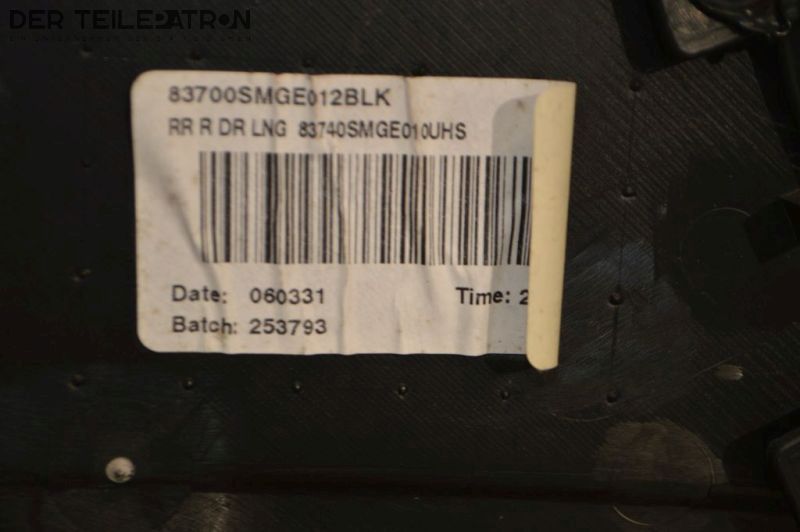 DER TEILEPATRON
83700SMGE012BLK
RR R DR LNG 83740SMGE010UHS
Date: 060331 Time: 2
Batch: 253793